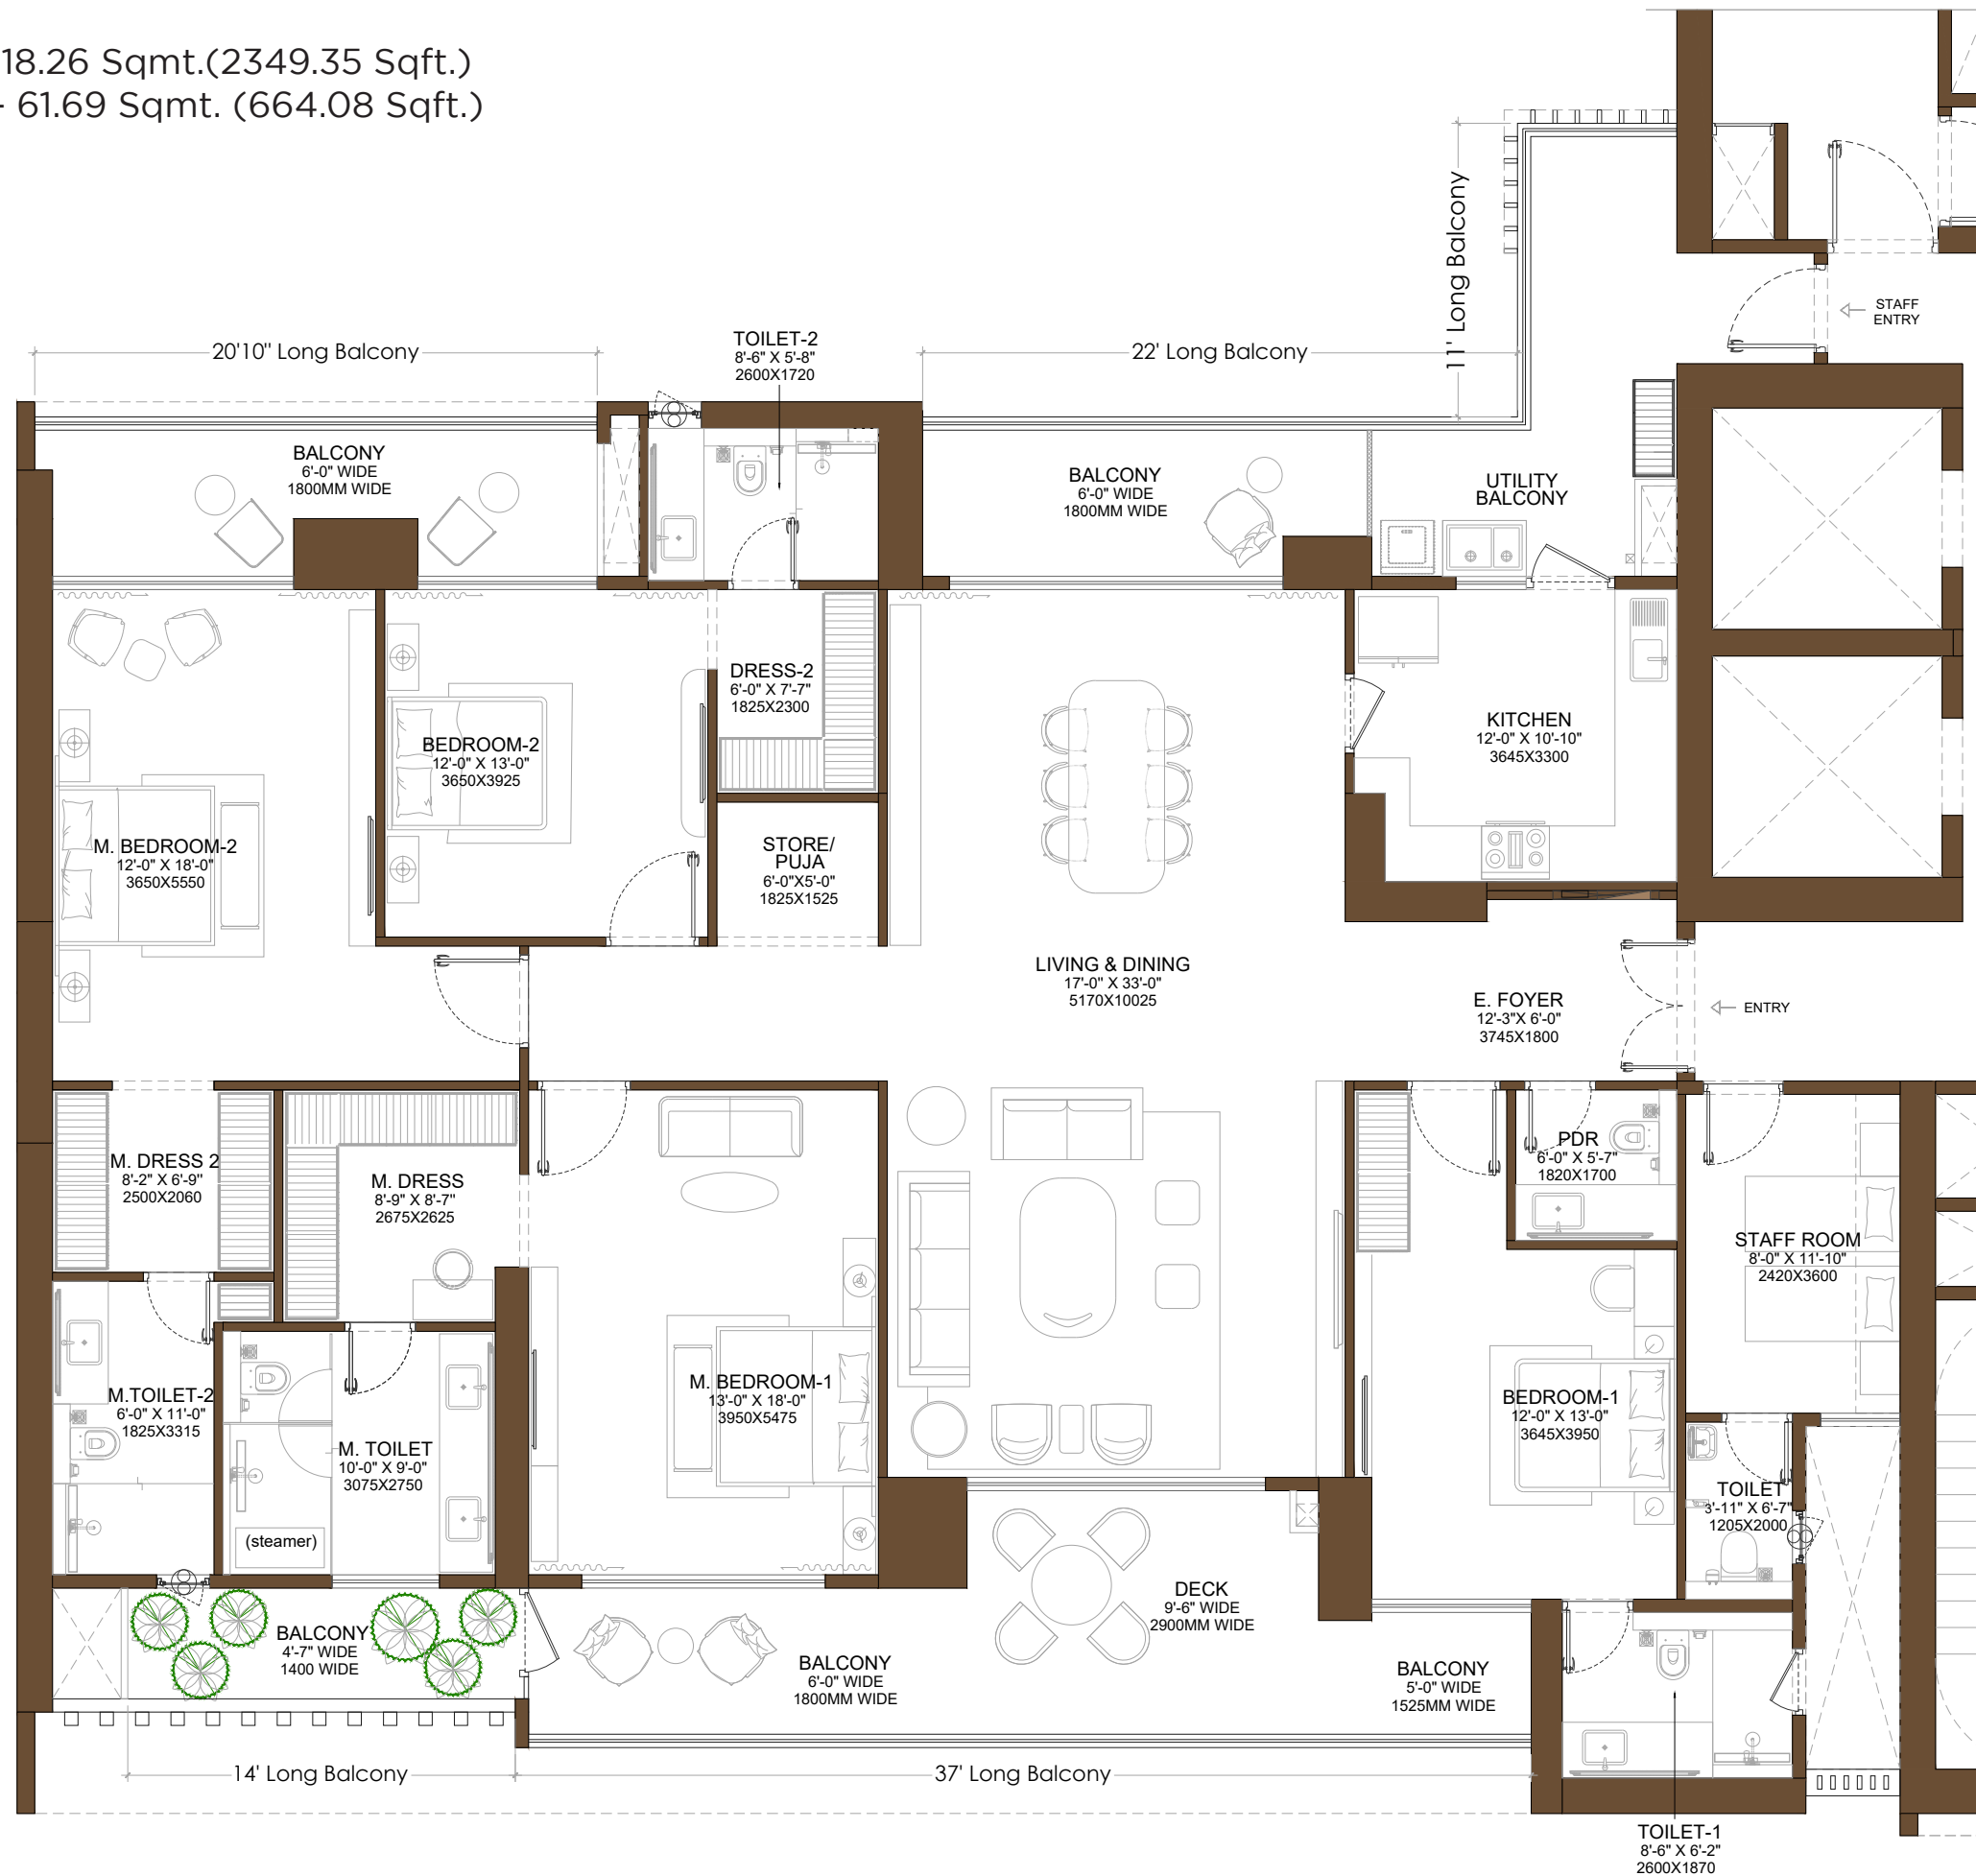 18.26 Sqmt.(2349.35 Sqft.)
- 61.69 Sqmt. (664.08 Sqft.)
11' Long Balcony
STAFF
ENTRY
20'10" Long Balcony
TOILET-2
8'-6" X 5'-8"
2600X1720
22' Long Balcony
BALCONY
6'-0" WIDE
1800MM WIDE
BALCONY
6'-0" WIDE
1800MM WIDE
UTILITY
BALCONY
DRESS-2
6'-0" X 7'-7"
1825X2300
BEDROOM-2
12'-0" X 13'-0"
3650X3925
KITCHEN
12'-0" X 10'-10"
3645X3300
M. BEDROOM-2
12'-0" X 18'-0"
3650X5550
STORE/
PUJA
6'-0"X5'-0"
1825X1525
LIVING & DINING
17'-0" X 33'-0"
5170X10025
E. FOYER
12'-3"X 6'-0"
3745X1800
ENTRY
M. DRESS 2
8'-2" X 6'-9"
2500X2060
M. DRESS
8'-9" X 8'-7"
2675X2625
PDR
6'-0" X 5'-7"
1820X1700
STAFF ROOM
8'-0" X 11'-10"
2420X3600
M.TOILET-2
6'-0" X 11'-0"
1825X3315
M. TOILET
10'-0" X 9'-0"
3075X2750
(steamer)
M. BEDROOM-1
13'-0" X 18'-0"
3950X5475
BEDROOM-1
12'-0" X 13'-0"
3645X3950
TOILET
3'-11" X 6'-7"
1205X2000
DECK
9'-6" WIDE
2900MM WIDE
BALCONY
4'-7" WIDE
1400 WIDE
BALCONY
6'-0" WIDE
1800MM WIDE
BALCONY
5'-0" WIDE
1525MM WIDE
14' Long Balcony
37' Long Balcony
TOILET-1
8'-6" X 6'-2"
2600X1870